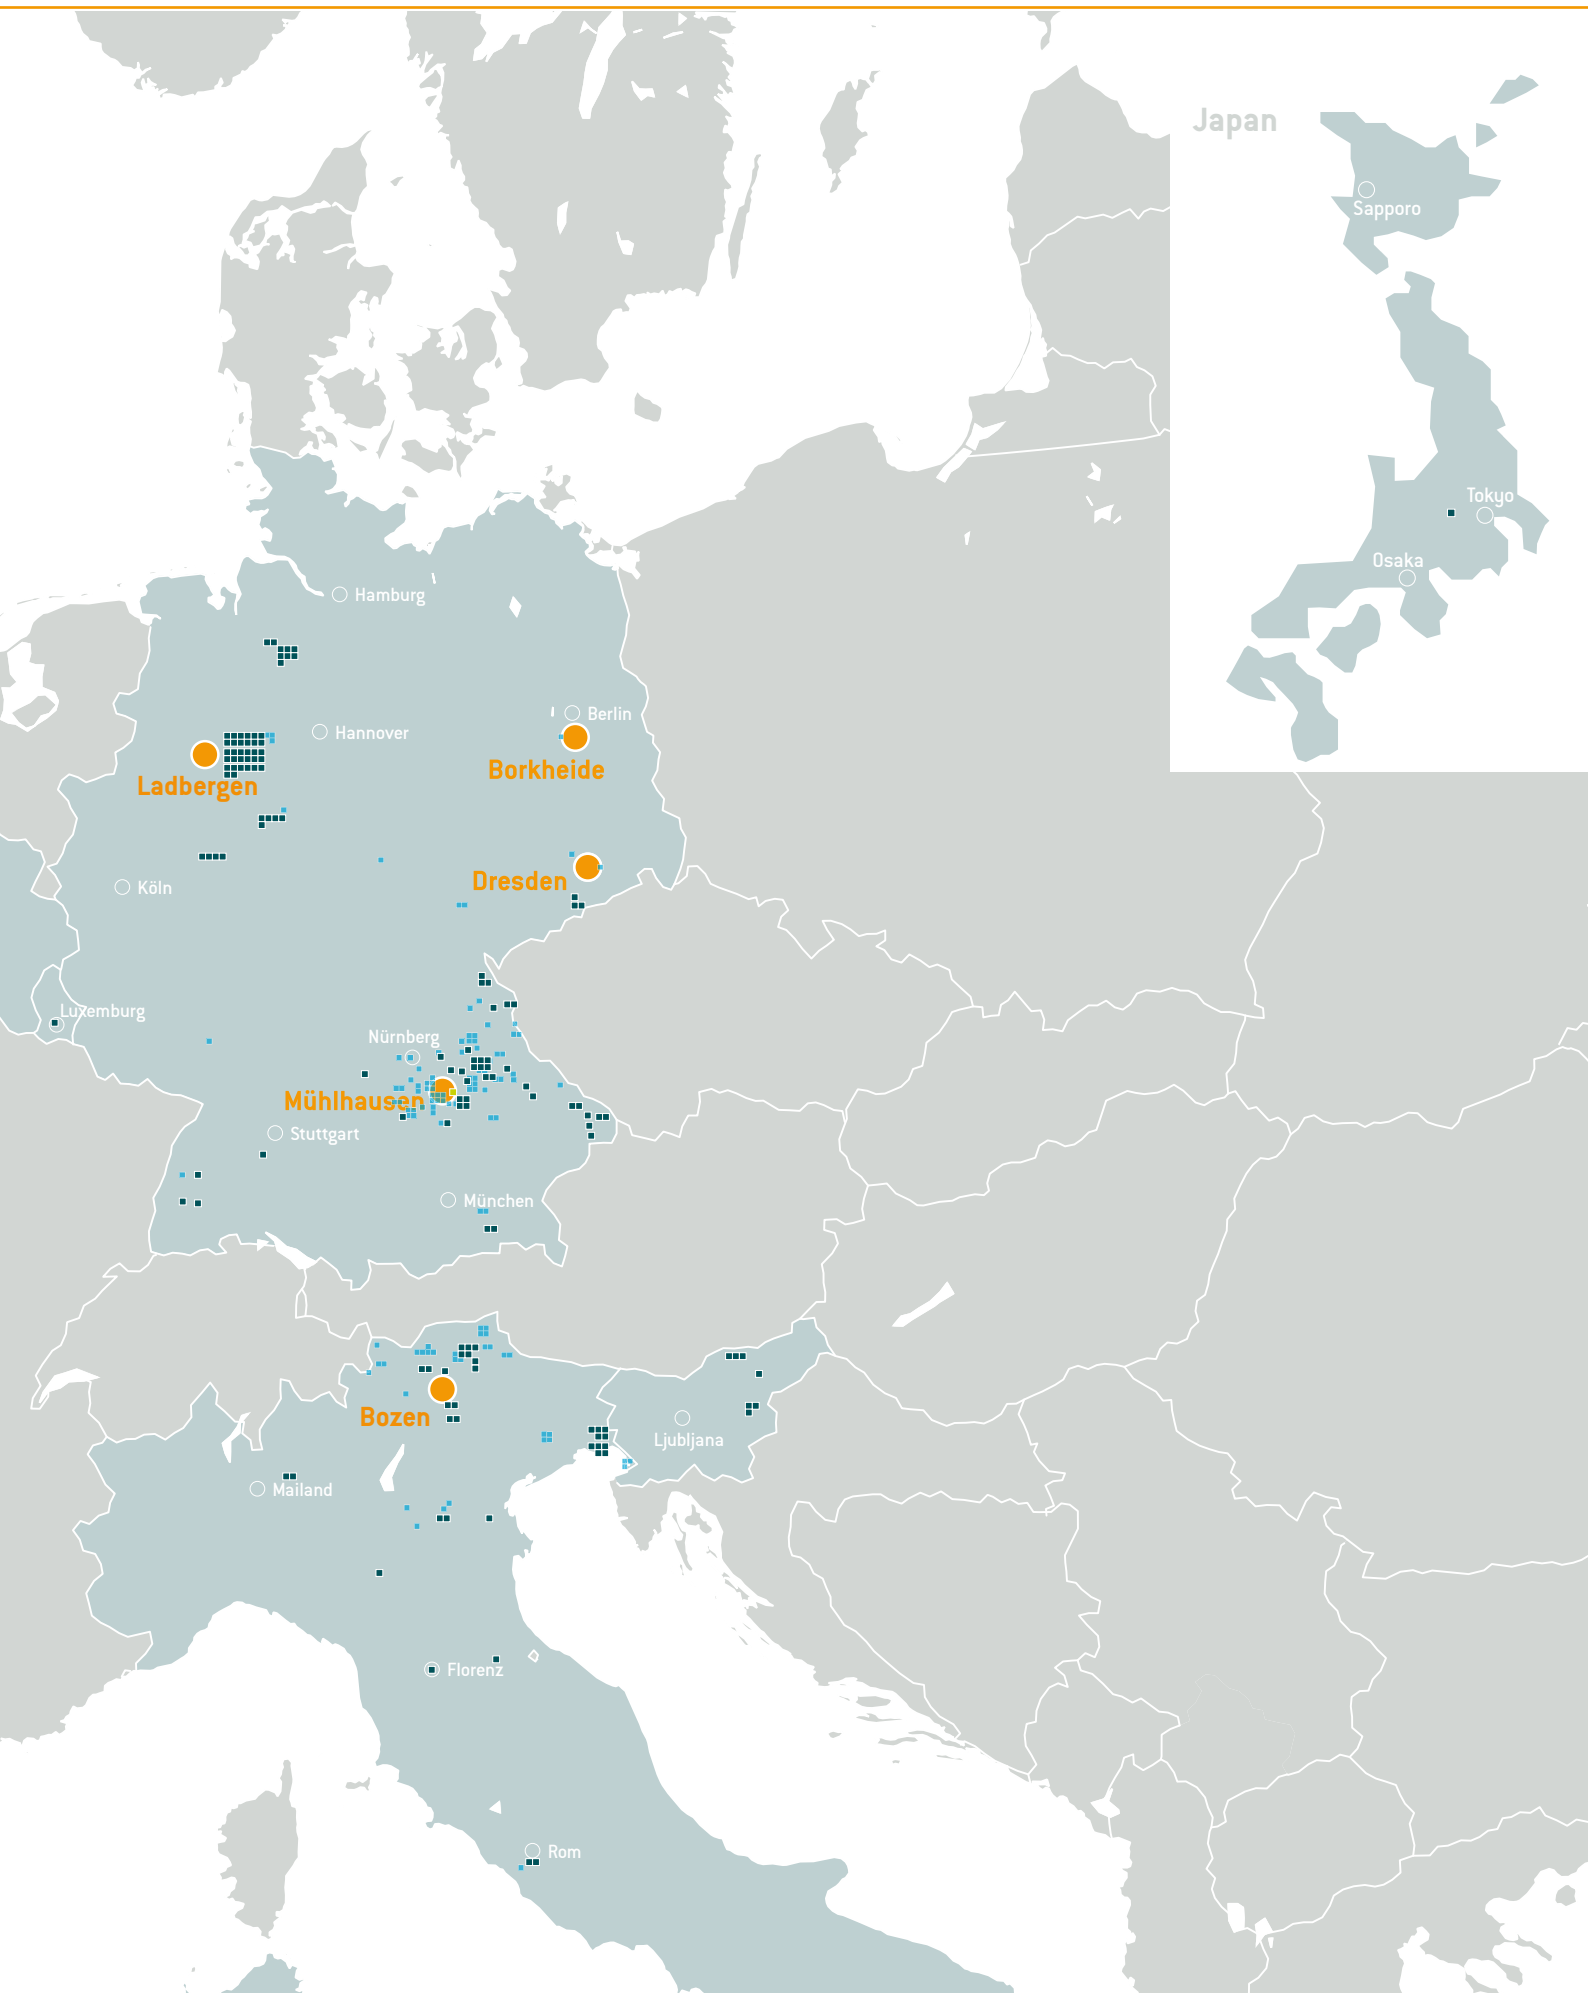 Japan
Sapporo
Tokyo
Osaka
Hamburg
Berlin
Hannover
Borkheide
Ladbergen
Dresden
Köln
Luxemburg
Nürnberg
Mühlhausen
Stuttgart
München
Bozen
Ljubljana
Mailand
Florenz
Rom